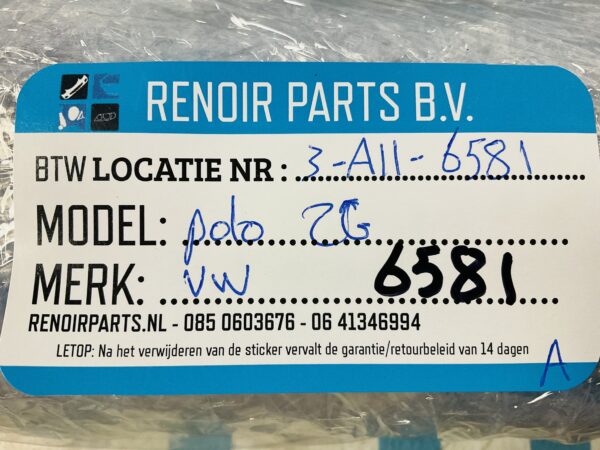 RENOIR PARTS B.V.
BTW LOCATIE NR : 3-A11-6581
MODEL: polo 2G
MERK: VW 6581
RENOIRPARTS.NL - 085 0603676 - 06 41346994
LETOP: Na het verwijderen van de sticker vervalt de garantie/retourbeleid van 14 dagen
A